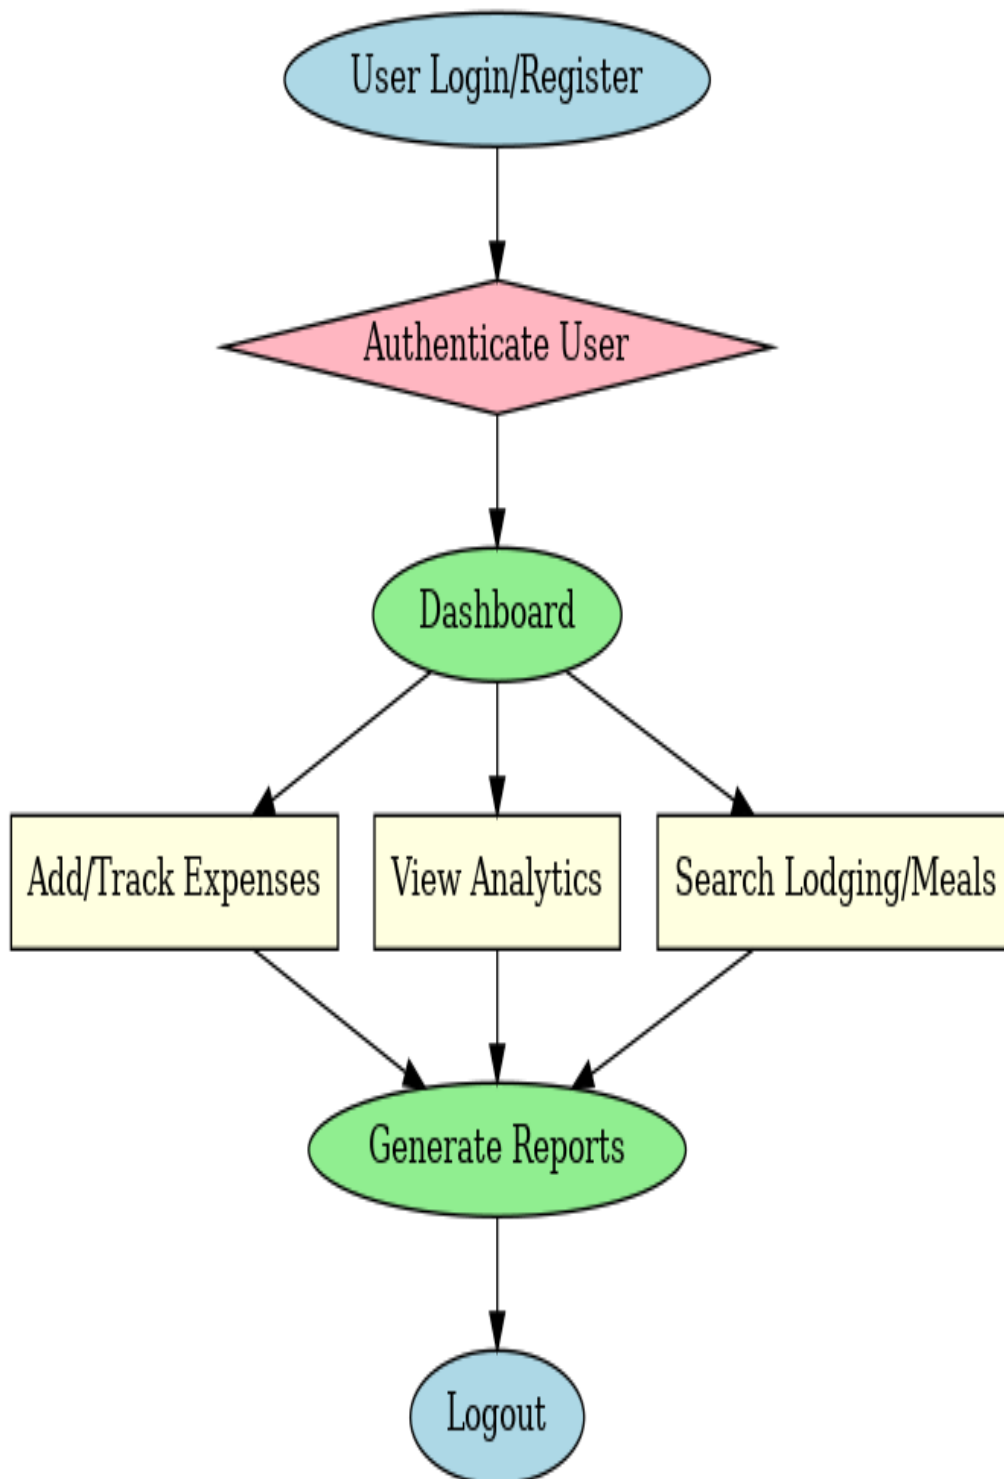 User Login/Register
Authenticate User
Dashboard
Add/Track Expenses
View Analytics
Search Lodging/Meals
Generate Reports
Logout